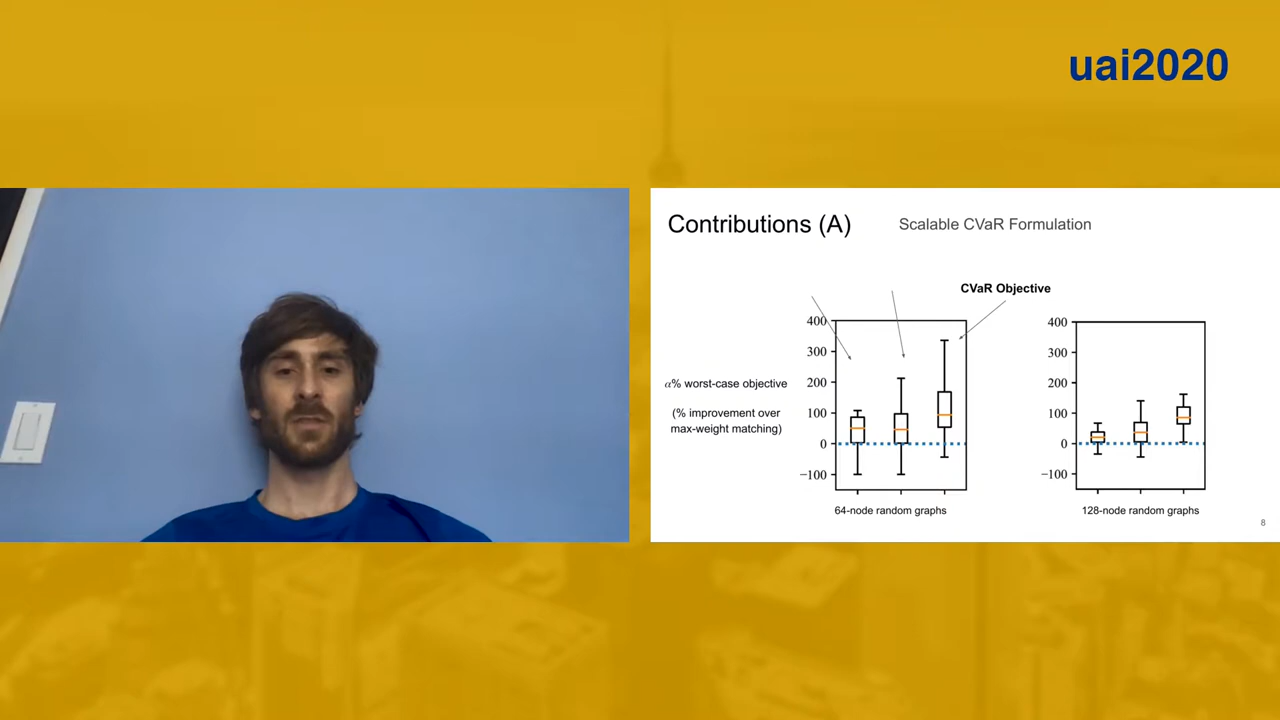 uai2020
Contributions (A)
Scalable CVaR Formulation
CVaR Objective
α% worst-case objective
(% improvement over
max-weight matching)
400
300
200
100
0
−100
64-node random graphs
400
300
200
100
0
−100
128-node random graphs
8